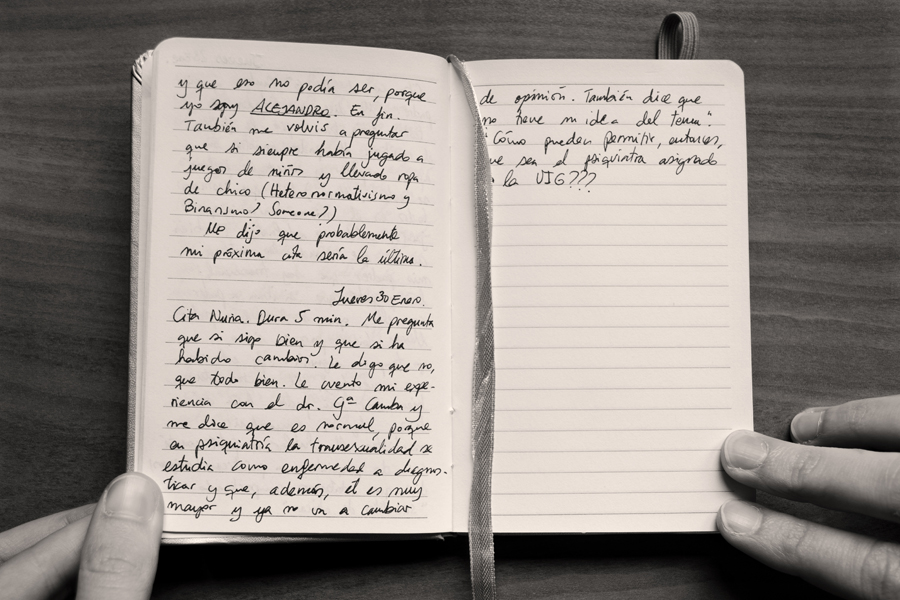 y que eso no podía ser, porque
yo soy ALEJANDRO. En fin.
También me volvis a preguntar
que si siempre había jugado a
juegos de niños y llevado ropa
de chico (Heteronormativismo y
Binarismo? Someone?)
Me dijo que probablemente
mi próxima cita sería la última.
Jueves 30 Enero.
Cita Nuria. Dura 5 min. Me pregunta
que si sigo bien y que si ha
habido cambios. Le digo que no,
que todo bien. Le cuento mi expe-
riencia con el dr. Gª Camba y
me dice que es normal, porque
en psiquiatría la transexualidad se
estudia como enfermedad a diagnos-
ticar y que, además, él es muy
mayor y ya no va a cambiar
de opinión. También dice que
no tiene ni idea del tema".
¿Cómo pueden permitir, entonces,
que sea el psiquiatra asignado
a la UIG???